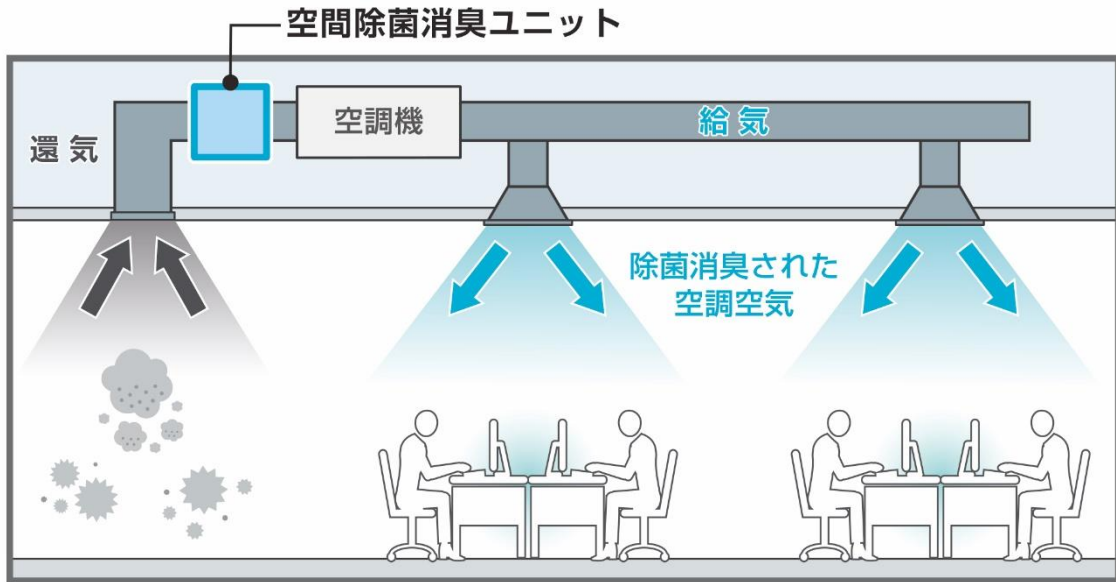 空間除菌消臭ユニット
還気
空調機
給気
除菌消臭された
空調空気